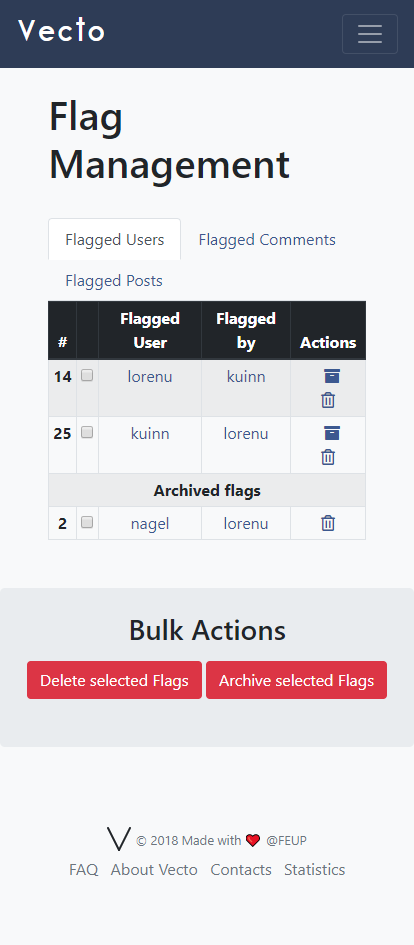 Vecto
Flag
Management
Flagged Users
Flagged Comments
Flagged Posts
# Flagged User Flagged by Actions
14 lorenu kuinn
25 kuinn lorenu
Archived flags
2 nagel lorenu
Bulk Actions
Delete selected Flags Archive selected Flags
© 2018 Made with @FEUP
FAQ About Vecto Contacts Statistics